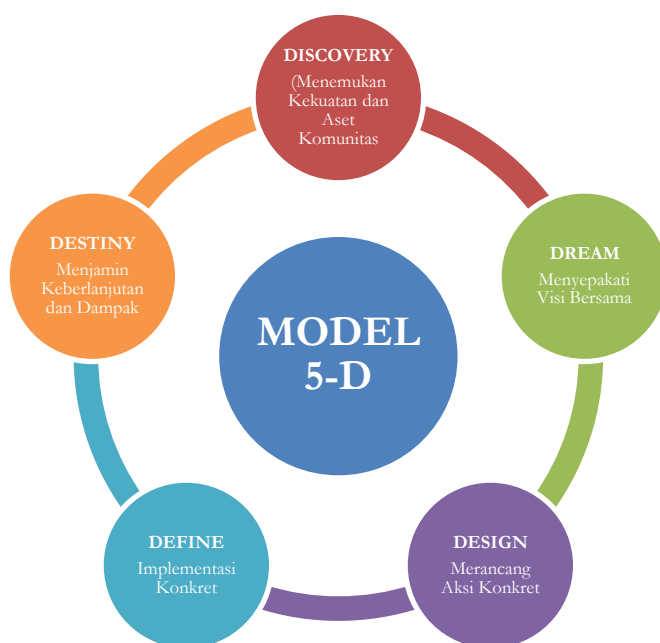 DISCOVERY
(Menemukan
Kekuatan dan
Aset
Komunitas
DREAM
Menyepakati
Visi Bersama
DESIGN
Merancang
Aksi Konkret
DEFINE
Implementasi
Konkret
DESTINY
Menjamin
Keberlanjutan
dan Dampak
MODEL
5-D